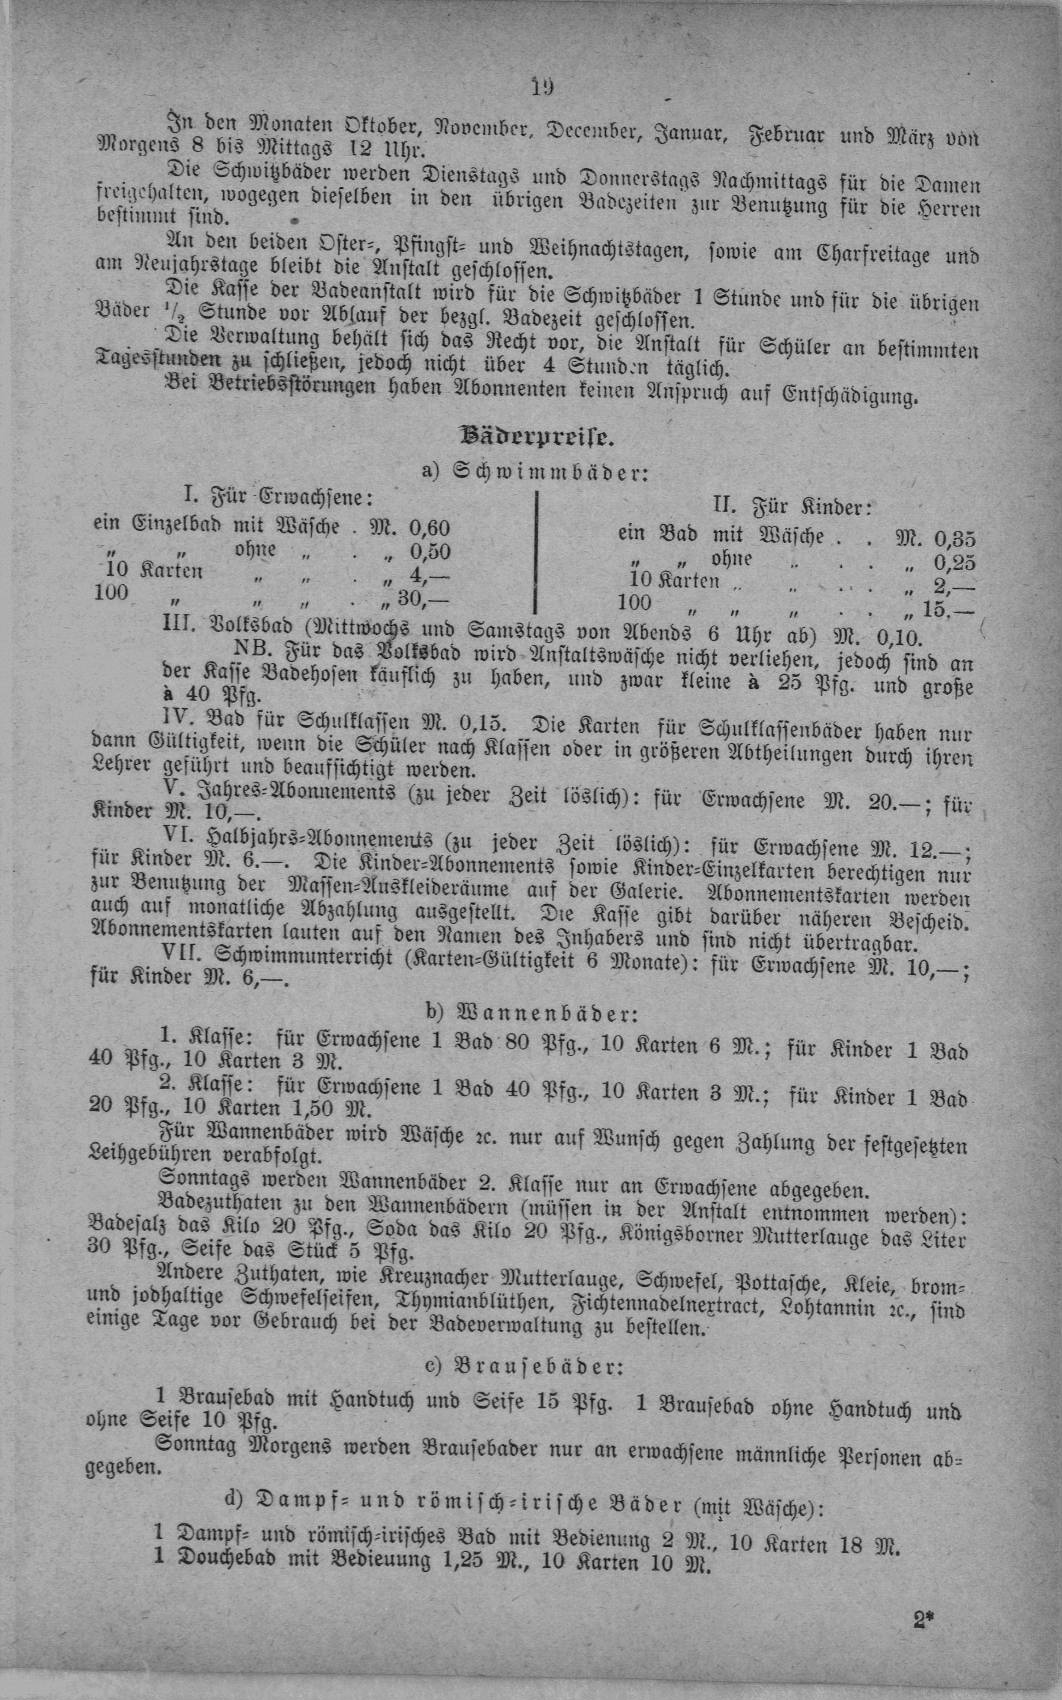 19
In den Monaten Oktober, November, December, Januar, Februar und März von
Morgens 8 bis Mittags 12 Uhr.
Die Schwitzbäder werden Dienstags und Donnerstags Nachmittags für die Damen
freigehalten, wogegen dieselben in den übrigen Badezeiten zur Benutzung für die Herren
bestimmt sind.
An den beiden Oster-, Pfingst- und Weihnachtstagen, sowie am Charfreitage und
am Neujahrstage bleibt die Anstalt geschlossen.
Die Kasse der Badeanstalt wird für die Schwitzbäder 1 Stunde und für die übrigen
Bäder 1/2 Stunde vor Ablauf der bezgl. Badezeit geschlossen.
Die Verwaltung behält sich das Recht vor, die Anstalt für Schüler an bestimmten
Tagesstunden zu schließen, jedoch nicht über 4 Stunden täglich.
Bei Betriebsstörungen haben Abonnenten keinen Anspruch auf Entschädigung.
Bäderpreise.
a) Schwimmbäder:
I. Für Erwachsene:
ein Einzelbad mit Wäsche . M. 0,60
„ „ ohne „ . „ 0,50
10 Karten „ „ . „ 4,—
100 „ „ „ . „ 30,—
II. Für Kinder:
ein Bad mit Wäsche . . M. 0,35
„ „ ohne „ . . „ 0,25
10 Karten „ „ . . „ 2,—
100 „ „ „ . . „ 15,—
III. Volksbad (Mittwochs und Samstags von Abends 6 Uhr ab) M. 0,10.
NB. Für das Volksbad wird Anstaltswäsche nicht verliehen, jedoch sind an
der Kasse Badehosen käuflich zu haben, und zwar kleine à 25 Pfg. und große
à 40 Pfg.
IV. Bad für Schulklassen M. 0,15. Die Karten für Schulklassenbäder haben nur
dann Gültigkeit, wenn die Schüler nach Klassen oder in größeren Abtheilungen durch ihren
Lehrer geführt und beaufsichtigt werden.
V. Jahres-Abonnements (zu jeder Zeit löslich): für Erwachsene M. 20.—; für
Kinder M. 10,—.
VI. Halbjahrs-Abonnements (zu jeder Zeit löslich): für Erwachsene M. 12.—;
für Kinder M. 6.—. Die Kinder-Abonnements sowie Kinder-Einzelkarten berechtigen nur
zur Benutzung der Massen-Auskleideräume auf der Galerie. Abonnementskarten werden
auch auf monatliche Abzahlung ausgestellt. Die Kasse gibt darüber näheren Bescheid.
Abonnementskarten lauten auf den Namen des Inhabers und sind nicht übertragbar.
VII. Schwimmunterricht (Karten-Gültigkeit 6 Monate): für Erwachsene M. 10,—;
für Kinder M. 6,—.
b) Wannenbäder:
1. Klasse: für Erwachsene 1 Bad 80 Pfg., 10 Karten 6 M.; für Kinder 1 Bad
40 Pfg., 10 Karten 3 M.
2. Klasse: für Erwachsene 1 Bad 40 Pfg., 10 Karten 3 M.; für Kinder 1 Bad
20 Pfg., 10 Karten 1,50 M.
Für Wannenbäder wird Wäsche ꝛc. nur auf Wunsch gegen Zahlung der festgesetzten
Leihgebühren verabfolgt.
Sonntags werden Wannenbäder 2. Klasse nur an Erwachsene abgegeben.
Badezuthaten zu den Wannenbädern (müssen in der Anstalt entnommen werden):
Badesalz das Kilo 20 Pfg., Soda das Kilo 20 Pfg., Königsborner Mutterlauge das Liter
30 Pfg., Seife das Stück 5 Pfg.
Andere Zuthaten, wie Kreuznacher Mutterlauge, Schwefel, Pottasche, Kleie, brom-
und jodhaltige Schwefelseifen, Thymianblüthen, Fichtennadelnextract, Lohtannin ꝛc., sind
einige Tage vor Gebrauch bei der Badeverwaltung zu bestellen.
c) Brausebäder:
1 Brausebad mit Handtuch und Seife 15 Pfg. 1 Brausebad ohne Handtuch und
ohne Seife 10 Pfg.
Sonntag Morgens werden Brausebader nur an erwachsene männliche Personen ab-
gegeben.
d) Dampf- und römisch-irische Bäder (mit Wäsche):
1 Dampf- und römisch-irisches Bad mit Bedienung 2 M., 10 Karten 18 M.
1 Douchebad mit Bedieuung 1,25 M., 10 Karten 10 M.
2*